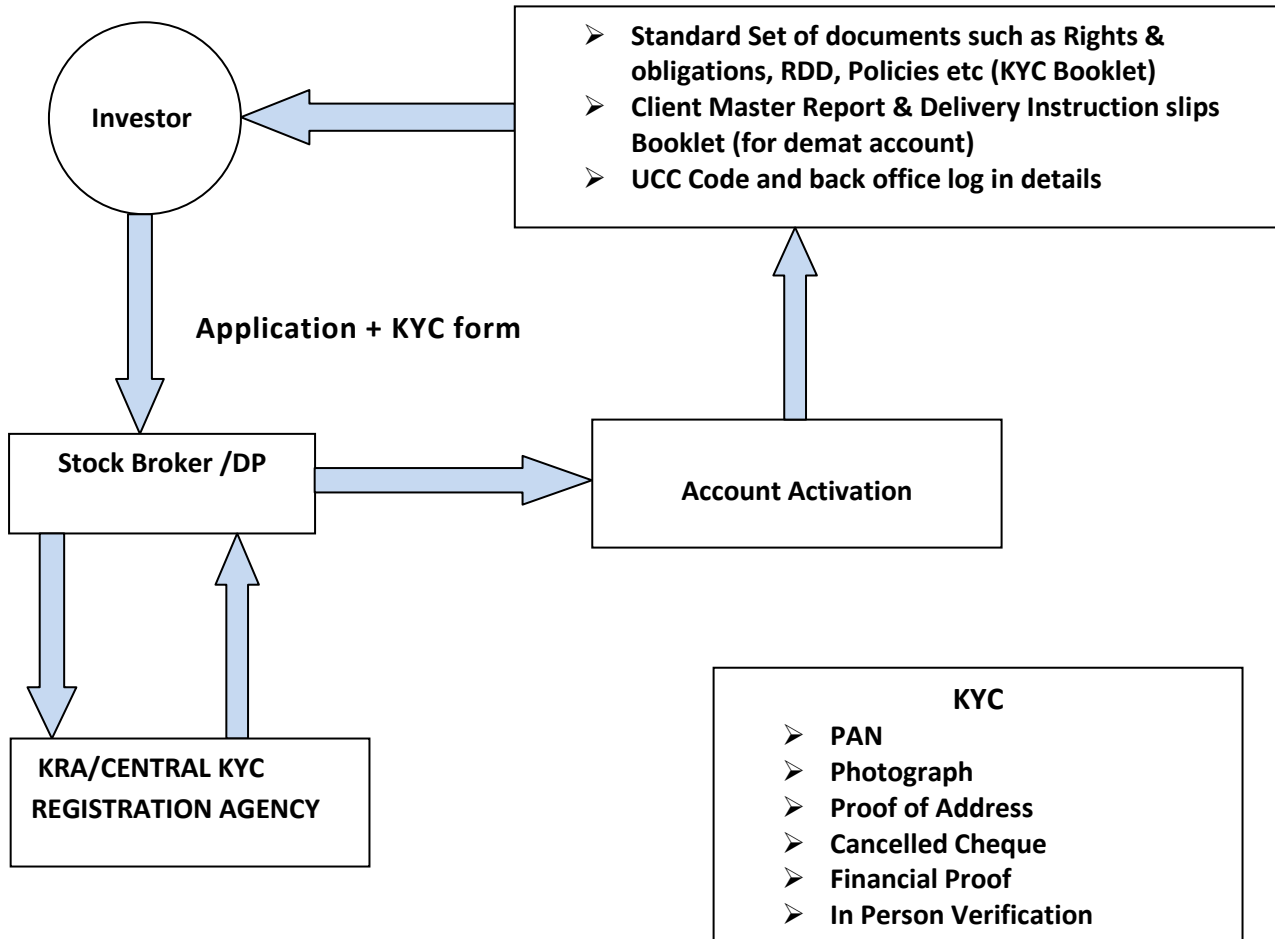 Investor
➢ Standard Set of documents such as Rights &
obligations, RDD, Policies etc (KYC Booklet)
➢ Client Master Report & Delivery Instruction slips
Booklet (for demat account)
➢ UCC Code and back office log in details
Application + KYC form
Stock Broker /DP
Account Activation
KRA/CENTRAL KYC
REGISTRATION AGENCY
KYC
➢ PAN
➢ Photograph
➢ Proof of Address
➢ Cancelled Cheque
➢ Financial Proof
➢ In Person Verification